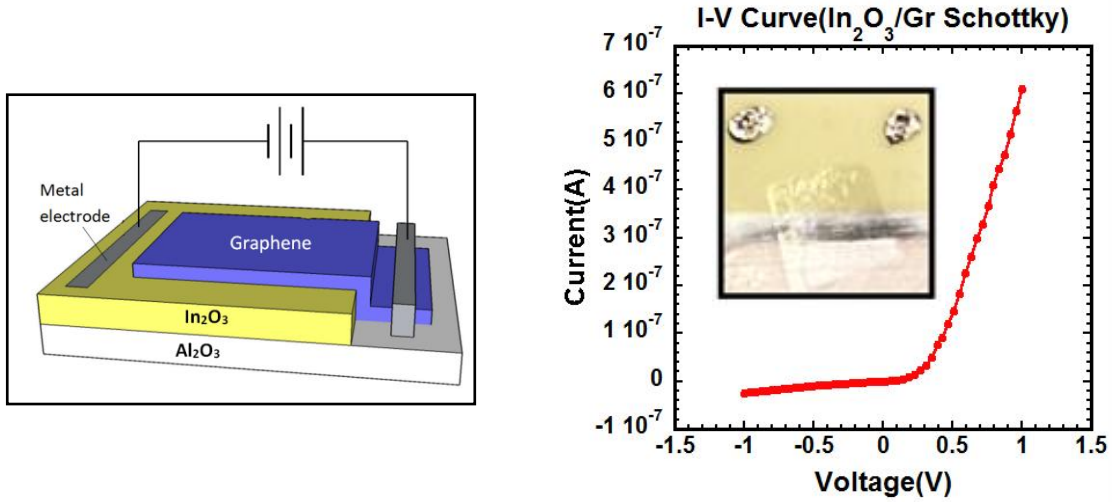 Metal
electrode
Graphene
In₂O₃
Al₂O₃
I-V Curve(In₂O₃/Gr Schottky)
Current(A)
7 10⁻⁷
6 10⁻⁷
5 10⁻⁷
4 10⁻⁷
3 10⁻⁷
2 10⁻⁷
1 10⁻⁷
0
-1 10⁻⁷
-1.5 -1 -0.5 0 0.5 1 1.5
Voltage(V)